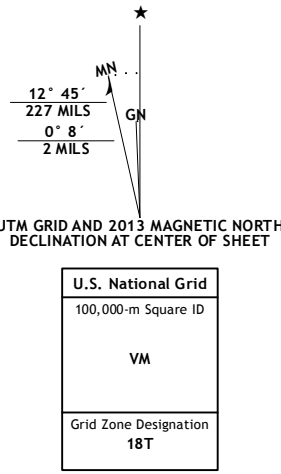 MN
12° 45´
227 MILS
GN
0° 8´
2 MILS
UTM GRID AND 2013 MAGNETIC NORTH
DECLINATION AT CENTER OF SHEET
U.S. National Grid
100,000-m Square ID
VM
Grid Zone Designation
18T